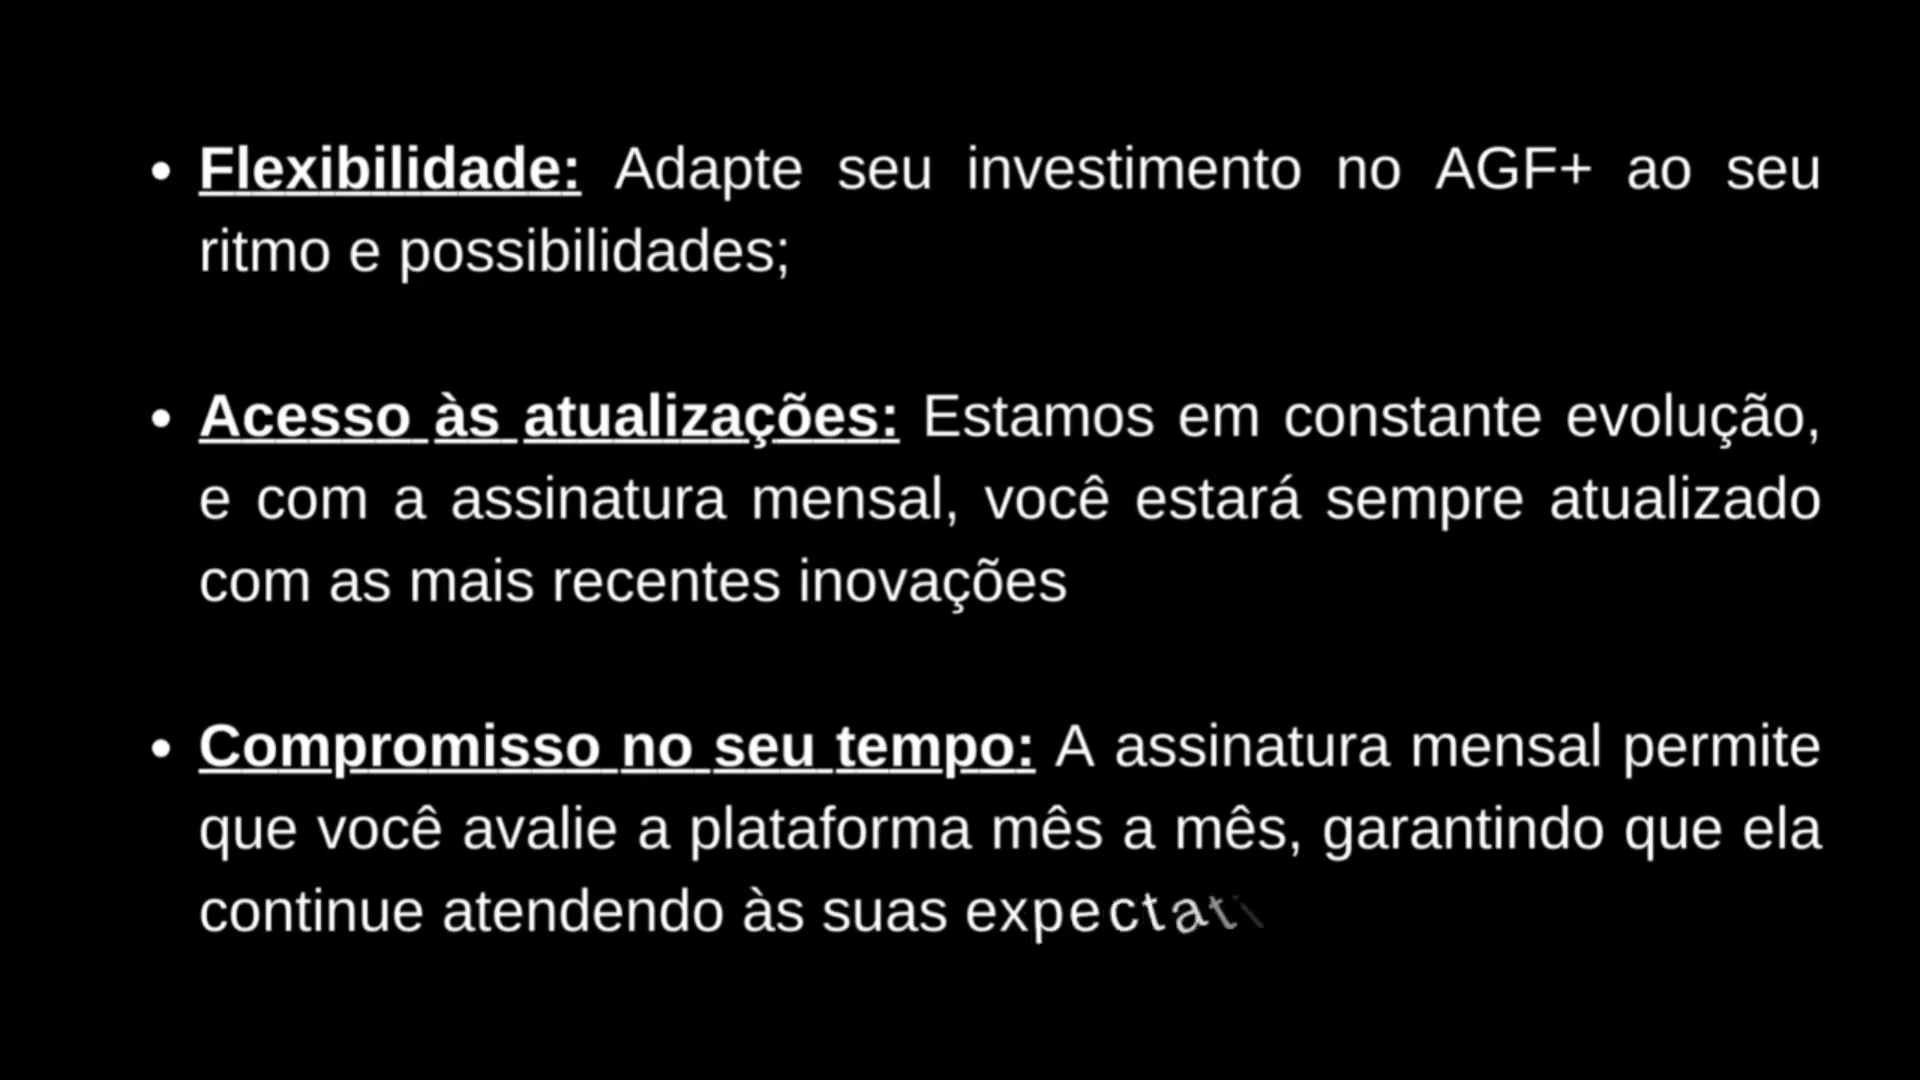 • Flexibilidade: Adapte seu investimento no AGF+ ao seu
ritmo e possibilidades;
• Acesso às atualizações: Estamos em constante evolução,
e com a assinatura mensal, você estará sempre atualizado
com as mais recentes inovações
• Compromisso no seu tempo: A assinatura mensal permite
que você avalie a plataforma mês a mês, garantindo que ela
continue atendendo às suas